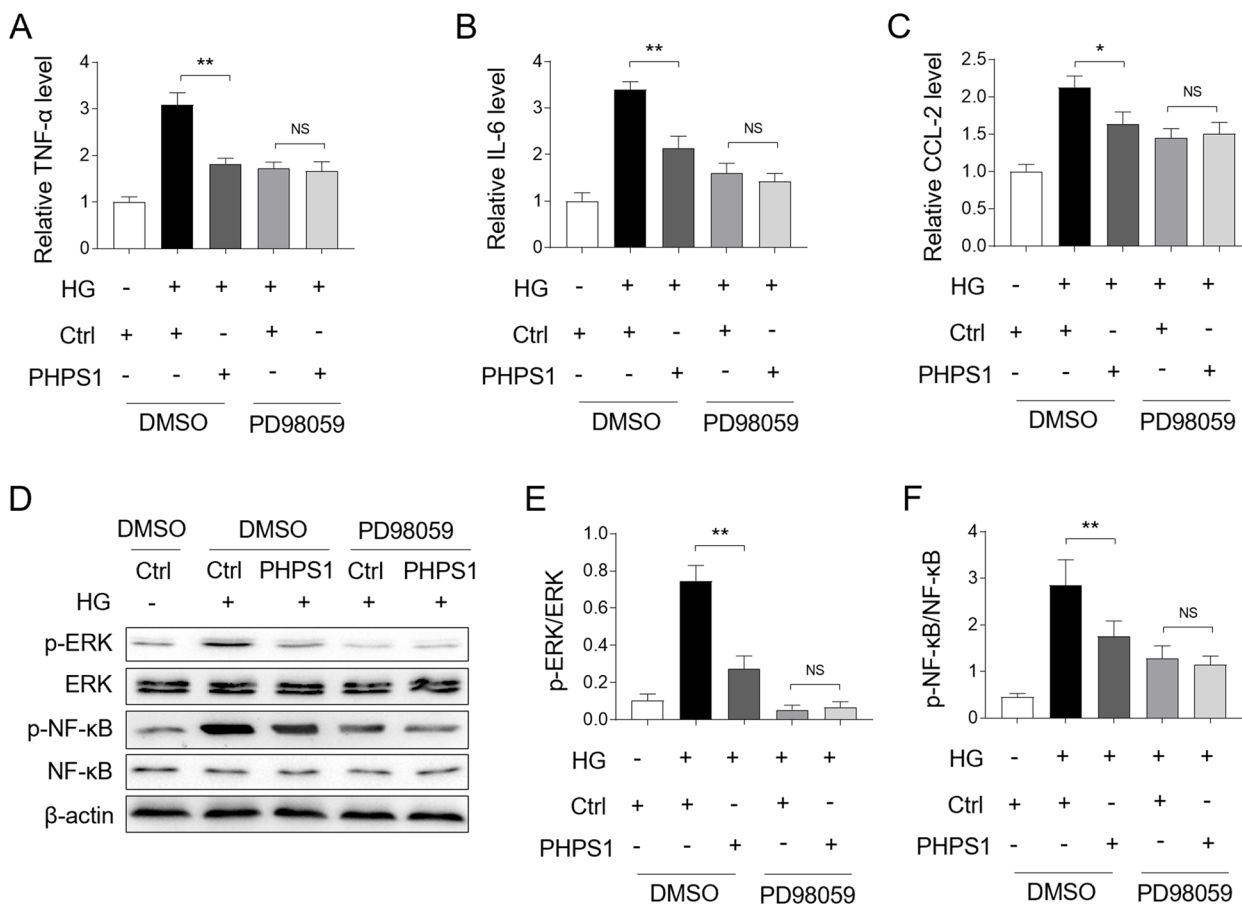 A
Relative TNF-α level
4
3
2
1
0
**
NS
HG - + + + +
Ctrl + + - + -
PHPS1 - - + - +
DMSO PD98059
B
Relative IL-6 level
4
3
2
1
0
**
NS
HG - + + + +
Ctrl + + - + -
PHPS1 - - + - +
DMSO PD98059
C
Relative CCL-2 level
2.5
2.0
1.5
1.0
0.5
0.0
*
NS
HG - + + + +
Ctrl + + - + -
PHPS1 - - + - +
DMSO PD98059
D
DMSO DMSO PD98059
Ctrl Ctrl PHPS1 Ctrl PHPS1
HG - + + + +
p-ERK
ERK
p-NF-κB
NF-κB
β-actin
E
p-ERK/ERK
1.0
0.8
0.6
0.4
0.2
0.0
**
NS
HG - + + + +
Ctrl + + - + -
PHPS1 - - + - +
DMSO PD98059
F
p-NF-κB/NF-κB
4
3
2
1
0
**
NS
HG - + + + +
Ctrl + + - + -
PHPS1 - - + - +
DMSO PD98059